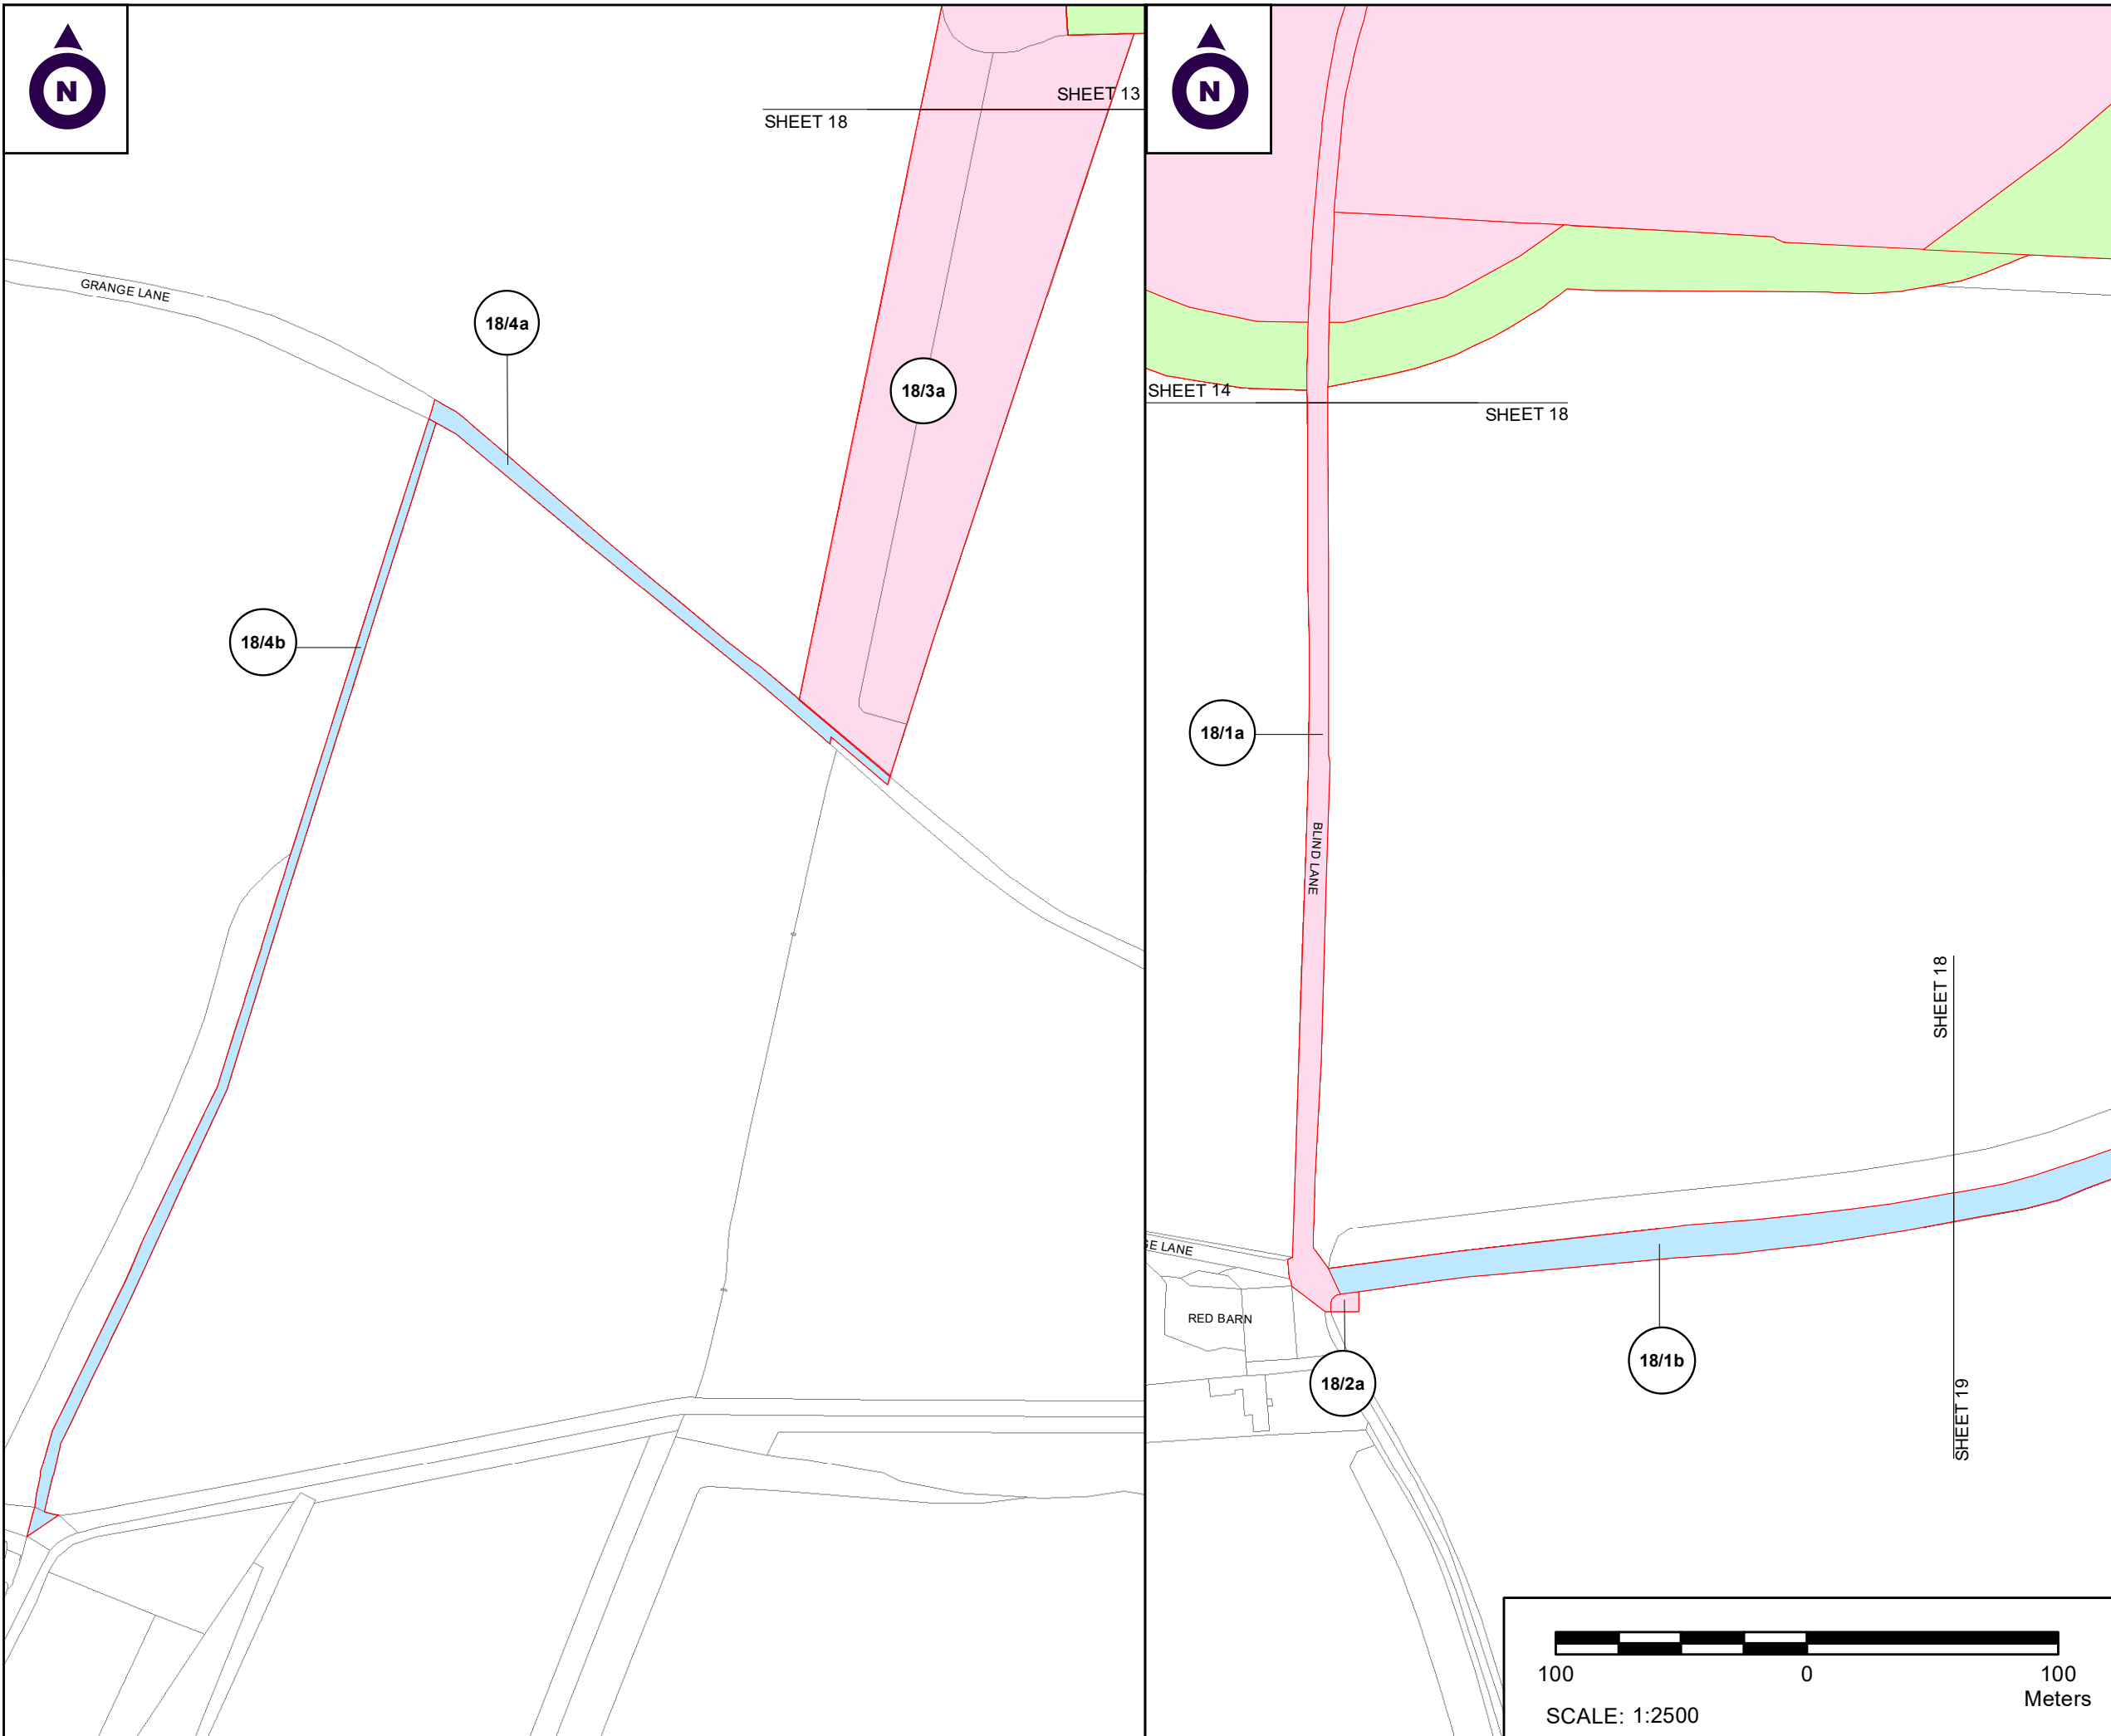 N
SHEET 13
SHEET 18
GRANGE LANE
18/4a
18/3a
18/4b
N
SHEET 14
SHEET 18
18/1a
BLIND LANE
SHEET 18
SHEET 19
GE LANE
RED BARN
18/2a
18/1b
100 0 100
Meters
SCALE: 1:2500